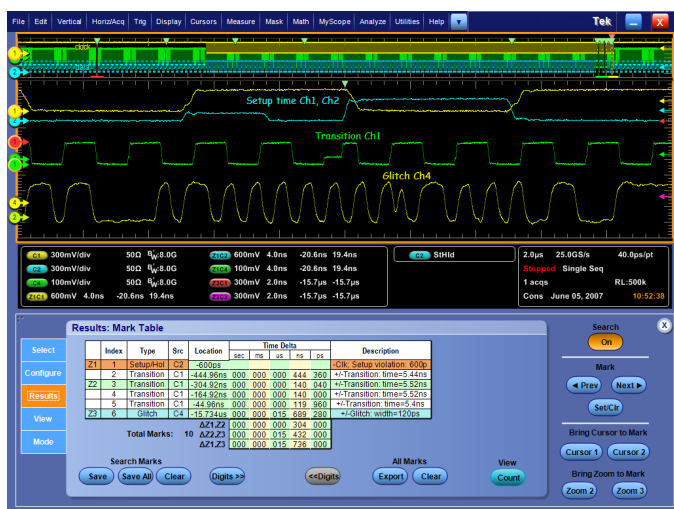 File Edit Vertical Horiz/Acq Trig Display Cursors Measure Mask Math MyScope Analyze Utilities Help Tek X
clock
data
Setup time Ch1, Ch2
Transition Ch1
Glitch Ch4
C1 300mV/div 50Ω BW:8.0G Z1C2 600mV 4.0ns -20.6ns 19.4ns C2 StHld 2.0µs 25.0GS/s 40.0ps/pt
C2 300mV/div 50Ω BW:8.0G Z1C4 100mV 4.0ns -20.6ns 19.4ns Stopped Single Seq
C4 100mV/div 50Ω BW:8.0G Z3C1 300mV 2.0ns -15.7µs -15.7µs 1 acqs RL:500k
Z1C1 600mV 4.0ns -20.6ns 19.4ns 300mV 2.0ns -15.7µs -15.7µs Cons June 05, 2007 10:52:38
Results: Mark Table
Select
Configure
Results
View
Mode
Index Type Src Location Time Delta Description
sec ms us ns ps
Z1 1 Setup/Hol C2 -600ps -Clk; Setup violation: 600p
2 Transition C1 -444.96ns 000 000 000 444 360 +/-Transition: time=5.44ns
Z2 3 Transition C1 -304.92ns 000 000 000 140 040 +/-Transition: time=5.52ns
4 Transition C1 -164.92ns 000 000 000 140 000 +/-Transition: time=5.52ns
5 Transition C1 -44.96ns 000 000 000 119 960 +/-Transition: time=5.4ns
Z3 6 Glitch C4 -15.734us 000 000 015 689 280 +/-Glitch; width=120ps
ΔZ1,Z2 000 000 000 304 000
Total Marks: 10 ΔZ2,Z3 000 000 015 432 000
ΔZ1,Z3 000 000 015 736 000
Search Marks
Save Save All Clear Digits >> <<Digits
All Marks
Export Clear
View
Count
Search
On
X
Mark
Prev Next
Set/Clr
Bring Cursor to Mark
Cursor 1 Cursor 2
Bring Zoom to Mark
Zoom 2 Zoom 3